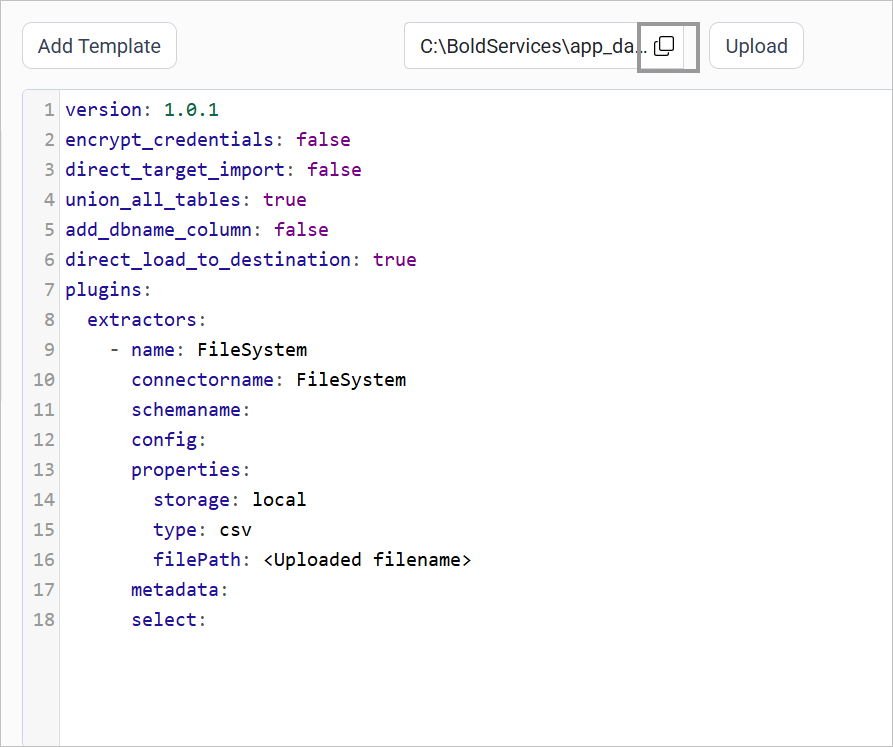 Add Template
C:\BoldServices\app_da...
Upload
1 version: 1.0.1
2 encrypt_credentials: false
3 direct_target_import: false
4 union_all_tables: true
5 add_dbname_column: false
6 direct_load_to_destination: true
7 plugins:
8   extractors:
9     - name: FileSystem
10       connectorname: FileSystem
11       schemaname:
12       config:
13       properties:
14         storage: local
15         type: csv
16         filePath: <Uploaded filename>
17       metadata:
18       select: